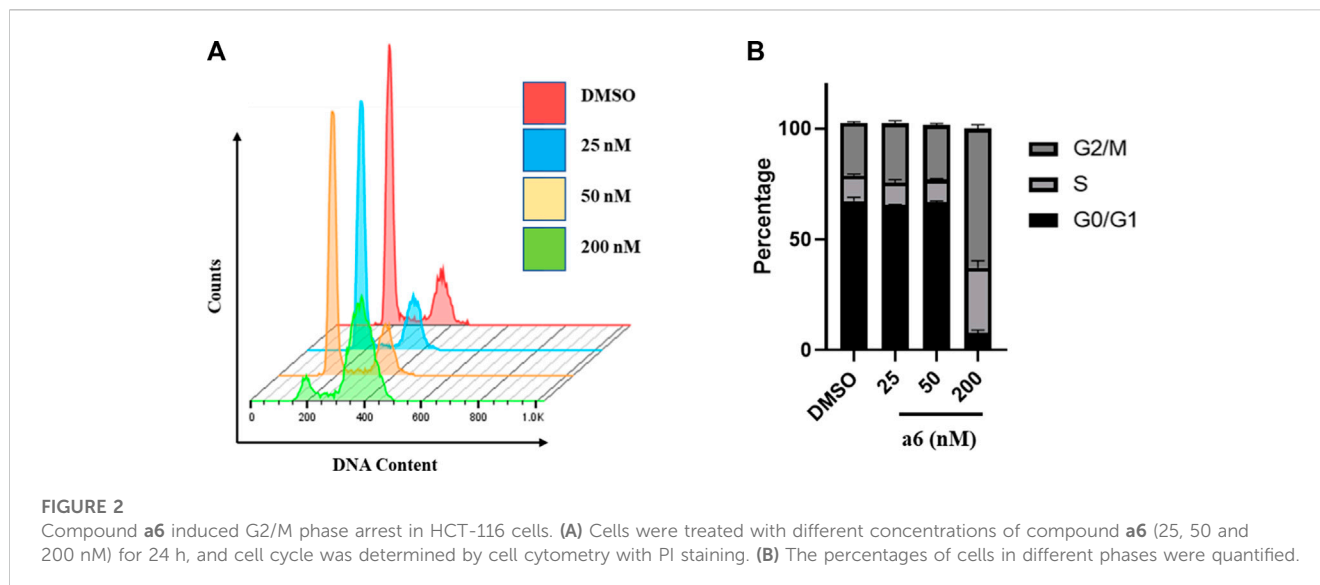 A
B
DMSO
25 nM
50 nM
200 nM
Counts
0 200 400 600 800 1.0K
DNA Content
Percentage
100
50
0
DMSO 25 50 200
a6 (nM)
G2/M
S
G0/G1
FIGURE 2
Compound a6 induced G2/M phase arrest in HCT-116 cells. (A) Cells were treated with different concentrations of compound a6 (25, 50 and
200 nM) for 24 h, and cell cycle was determined by cell cytometry with PI staining. (B) The percentages of cells in different phases were quantified.